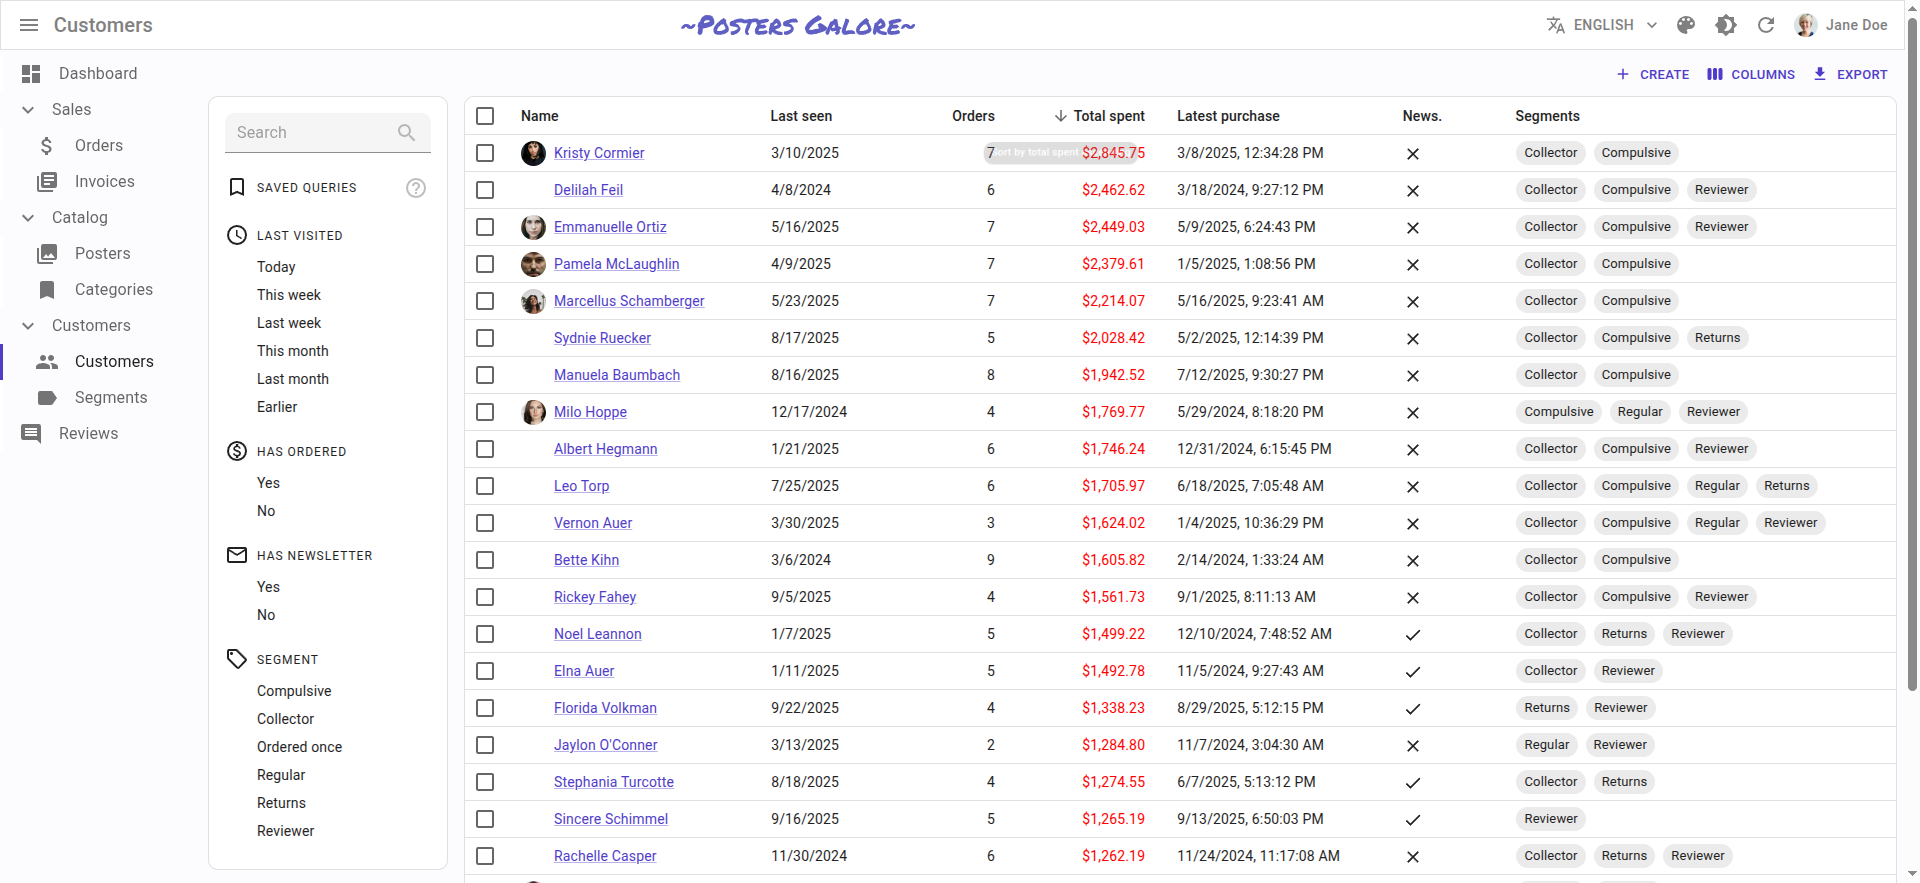 Customers
~Posters Galore~
ENGLISH
Jane Doe
Dashboard
Sales
Orders
Invoices
Catalog
Posters
Categories
Customers
Customers
Segments
Reviews
CREATE
COLUMNS
EXPORT
Search
SAVED QUERIES
?
LAST VISITED
Today
This week
Last week
This month
Last month
Earlier
HAS ORDERED
Yes
No
HAS NEWSLETTER
Yes
No
SEGMENT
Compulsive
Collector
Ordered once
Regular
Returns
Reviewer
Name Last seen Orders Total spent Latest purchase News. Segments
Kristy Cormier 3/10/2025 7 $2,845.75 3/8/2025, 12:34:28 PM Collector Compulsive
Sort by total spent
Delilah Feil 4/8/2024 6 $2,462.62 3/18/2024, 9:27:12 PM Collector Compulsive Reviewer
Emmanuelle Ortiz 5/16/2025 7 $2,449.03 5/9/2025, 6:24:43 PM Collector Compulsive Reviewer
Pamela McLaughlin 4/9/2025 7 $2,379.61 1/5/2025, 1:08:56 PM Collector Compulsive
Marcellus Schamberger 5/23/2025 7 $2,214.07 5/16/2025, 9:23:41 AM Collector Compulsive
Sydnie Ruecker 8/17/2025 5 $2,028.42 5/2/2025, 12:14:39 PM Collector Compulsive Returns
Manuela Baumbach 8/16/2025 8 $1,942.52 7/12/2025, 9:30:27 PM Collector Compulsive
Milo Hoppe 12/17/2024 4 $1,769.77 5/29/2024, 8:18:20 PM Compulsive Regular Reviewer
Albert Hegmann 1/21/2025 6 $1,746.24 12/31/2024, 6:15:45 PM Collector Compulsive Reviewer
Leo Torp 7/25/2025 6 $1,705.97 6/18/2025, 7:05:48 AM Collector Compulsive Regular Returns
Vernon Auer 3/30/2025 3 $1,624.02 1/4/2025, 10:36:29 PM Collector Compulsive Regular Reviewer
Bette Kihn 3/6/2024 9 $1,605.82 2/14/2024, 1:33:24 AM Collector Compulsive
Rickey Fahey 9/5/2025 4 $1,561.73 9/1/2025, 8:11:13 AM Collector Compulsive Reviewer
Noel Leannon 1/7/2025 5 $1,499.22 12/10/2024, 7:48:52 AM Collector Returns Reviewer
Elna Auer 1/11/2025 5 $1,492.78 11/5/2024, 9:27:43 AM Collector Reviewer
Florida Volkman 9/22/2025 4 $1,338.23 8/29/2025, 5:12:15 PM Returns Reviewer
Jaylon O'Conner 3/13/2025 2 $1,284.80 11/7/2024, 3:04:30 AM Regular Reviewer
Stephania Turcotte 8/18/2025 4 $1,274.55 6/7/2025, 5:13:12 PM Collector Returns
Sincere Schimmel 9/16/2025 5 $1,265.19 9/13/2025, 6:50:03 PM Reviewer
Rachelle Casper 11/30/2024 6 $1,262.19 11/24/2024, 11:17:08 AM Collector Returns Reviewer